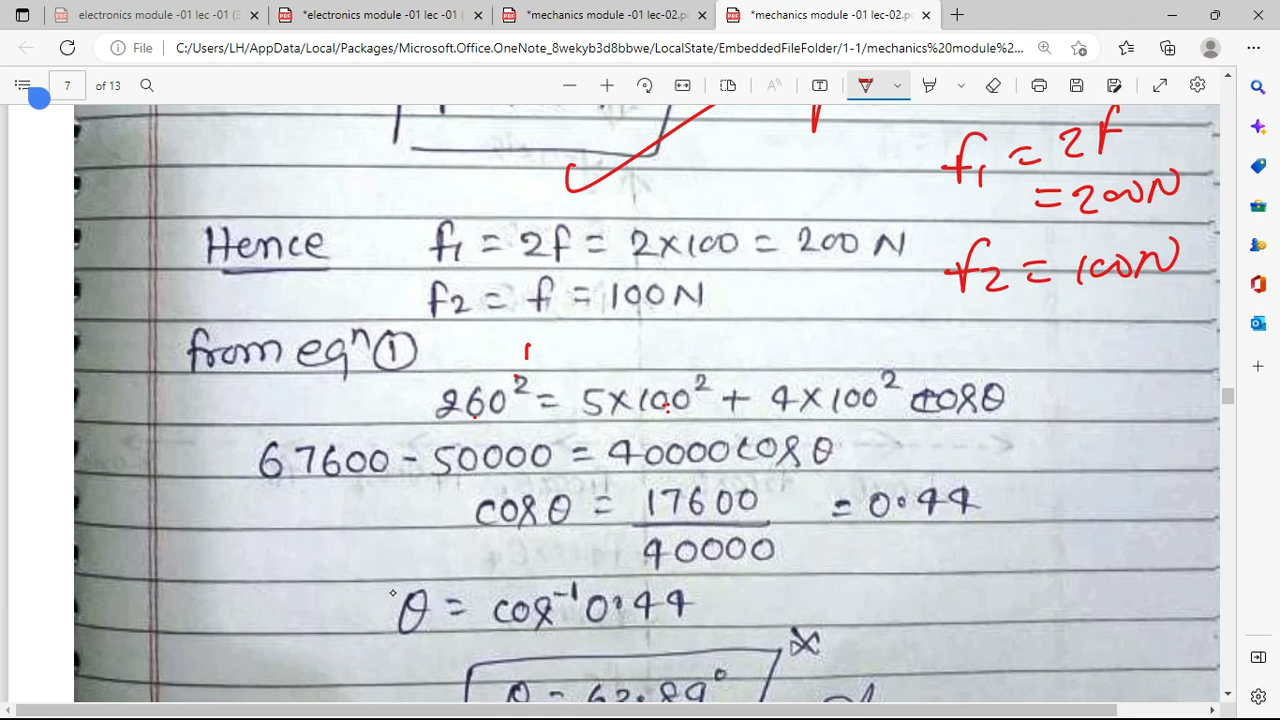 electronics module -01 lec -01 (
*electronics module -01 lec -01 (
*mechanics module -01 lec-02.p
*mechanics module -01 lec-02.p
File C:/Users/LH/AppData/Local/Packages/Microsoft.Office.OneNote_8wekyb3d8bbwe/LocalState/EmbeddedFileFolder/1-1/mechanics%20module%2...
7 of 13
f1 = 2f
= 200N
Hence f1 = 2f = 2×100 = 200 N
f2 = 100N
f2 = f = 100N
from eqⁿ ①
260² = 5×100² + 4×100² cosθ
67600 - 50000 = 40000 cosθ
cosθ = 17600/40000 = 0.44
θ = cos⁻¹0.44